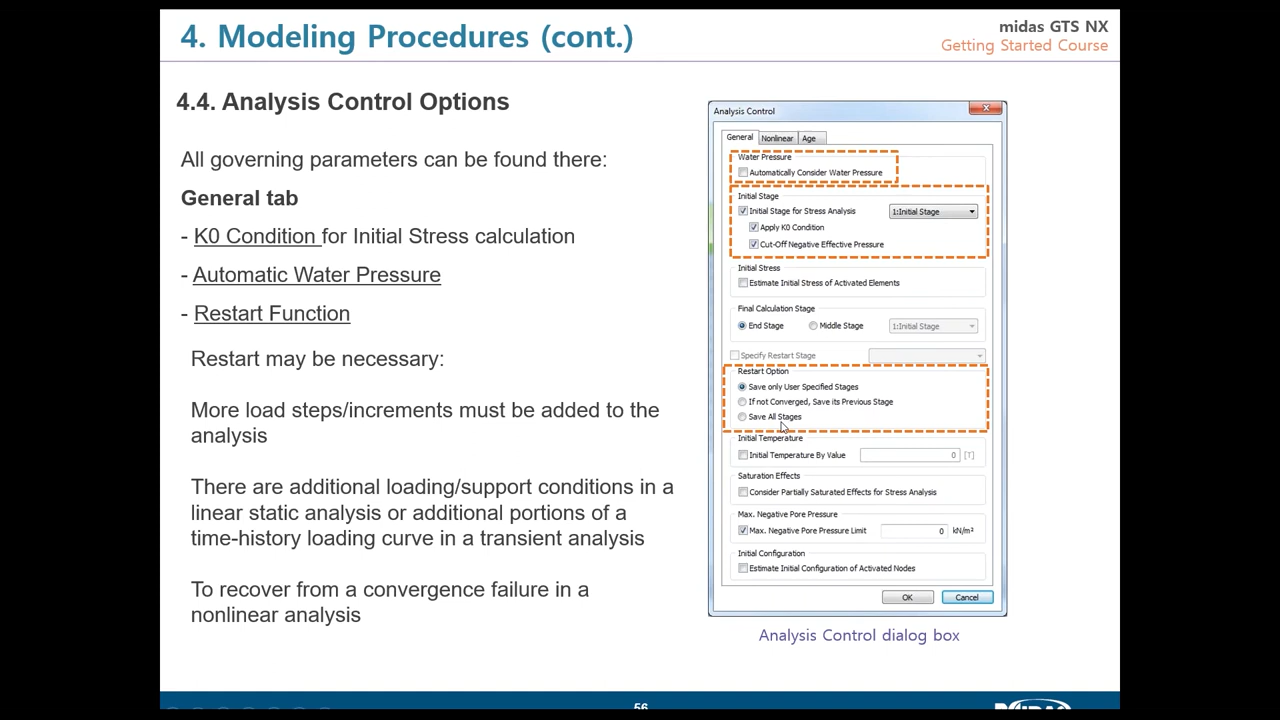 4. Modeling Procedures (cont.)
midas GTS NX
Getting Started Course
4.4. Analysis Control Options
All governing parameters can be found there:
General tab
- K0 Condition for Initial Stress calculation
- Automatic Water Pressure
- Restart Function
Restart may be necessary:
More load steps/increments must be added to the
analysis
There are additional loading/support conditions in a
linear static analysis or additional portions of a
time-history loading curve in a transient analysis
To recover from a convergence failure in a
nonlinear analysis
Analysis Control
General Nonlinear Age
Water Pressure
Automatically Consider Water Pressure
Initial Stage
Initial Stage for Stress Analysis 1:Initial Stage
Apply K0 Condition
Cut-Off Negative Effective Pressure
Initial Stress
Estimate Initial Stress of Activated Elements
Final Calculation Stage
End Stage Middle Stage 1:Initial Stage
Specify Restart Stage
Restart Option
Save only User Specified Stages
If not Converged, Save its Previous Stage
Save All Stages
Initial Temperature
Initial Temperature By Value 0 [T]
Saturation Effects
Consider Partially Saturated Effects for Stress Analysis
Max. Negative Pore Pressure
Max. Negative Pore Pressure Limit 0 kN/m²
Initial Configuration
Estimate Initial Configuration of Activated Nodes
OK Cancel
Analysis Control dialog box
56